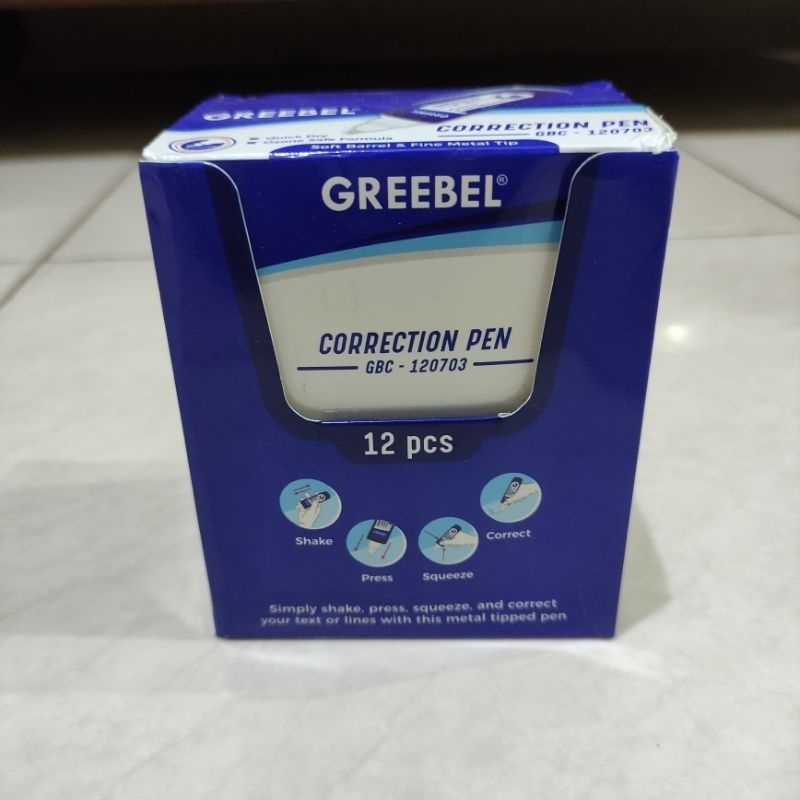 GREEBEL
Quick Dry
Ozone Safe Formula
Soft Barrel & Fine Metal Tip
CORRECTION PEN
GBC - 120703
GREEBEL®
CORRECTION PEN
GBC - 120703
12 pcs
Shake
Press
Squeeze
Correct
Simply shake, press, squeeze, and correct
your text or lines with this metal tipped pen